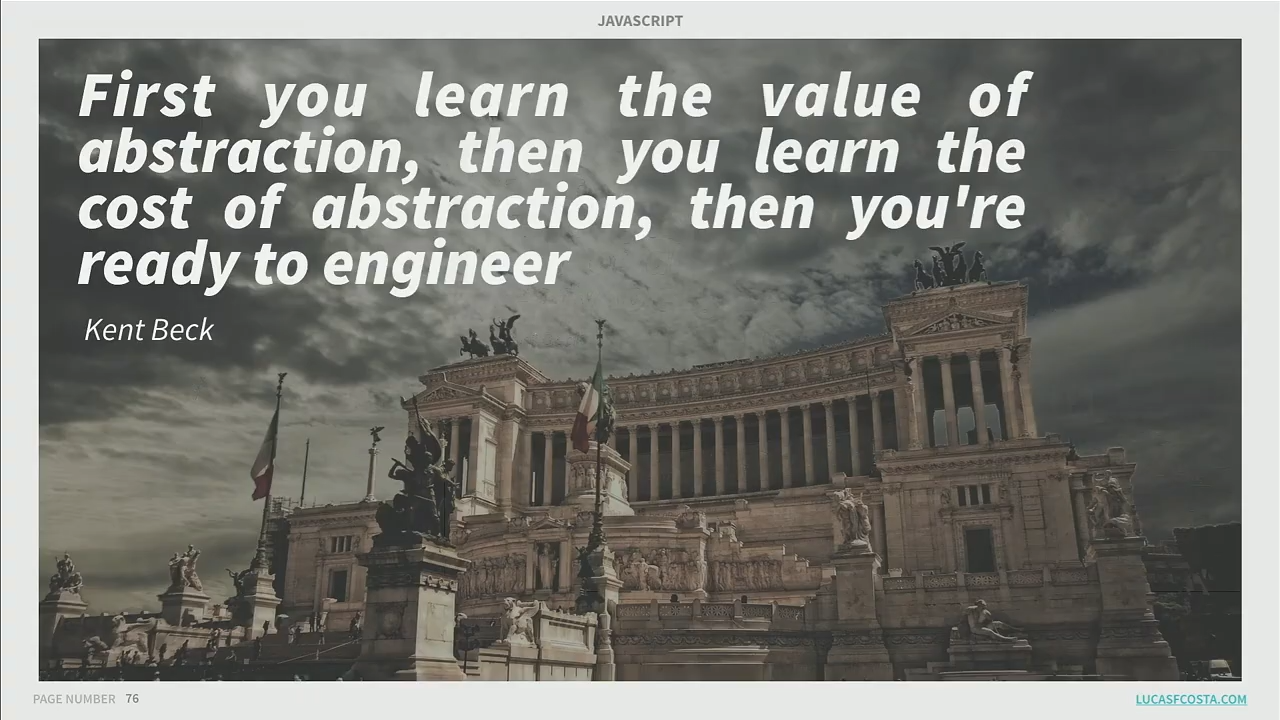 JAVASCRIPT
First you learn the value of
abstraction, then you learn the
cost of abstraction, then you're
ready to engineer
Kent Beck
PAGE NUMBER 76
LUCASFCOSTA.COM